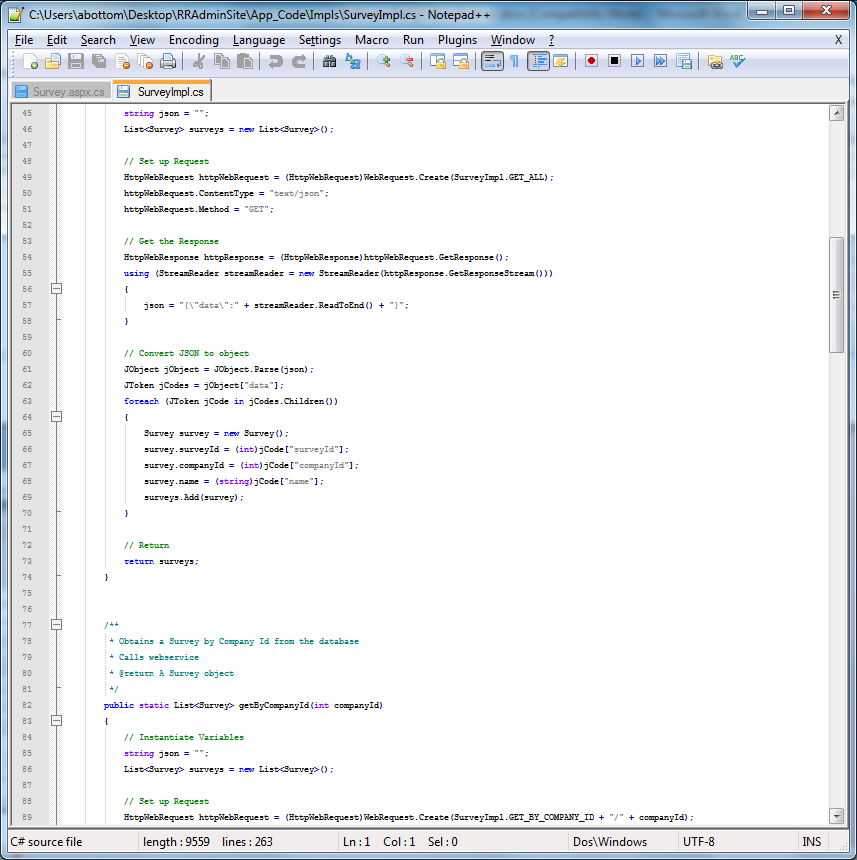 C:\Users\abottom\Desktop\RRAdminSite\App_Code\Impls\SurveyImpl.cs - Notepad++
File Edit Search View Encoding Language Settings Macro Run Plugins Window ? X
Survey.aspx.cs SurveyImpl.cs
45 string json = "";
46 List<Survey> surveys = new List<Survey>();
47
48 // Set up Request
49 HttpWebRequest httpWebRequest = (HttpWebRequest)WebRequest.Create(SurveyImpl.GET_ALL);
50 httpWebRequest.ContentType = "text/json";
51 httpWebRequest.Method = "GET";
52
53 // Get the Response
54 HttpWebResponse httpResponse = (HttpWebResponse)httpWebRequest.GetResponse();
55 using (StreamReader streamReader = new StreamReader(httpResponse.GetResponseStream()))
56 {
57 json = "{\"data\":" + streamReader.ReadToEnd() + "}";
58 }
59
60 // Convert JSON to object
61 JObject jObject = JObject.Parse(json);
62 JToken jCodes = jObject["data"];
63 foreach (JToken jCode in jCodes.Children())
64 {
65 Survey survey = new Survey();
66 survey.surveyId = (int)jCode["surveyId"];
67 survey.companyId = (int)jCode["companyId"];
68 survey.name = (string)jCode["name"];
69 surveys.Add(survey);
70 }
71
72 // Return
73 return surveys;
74 }
75
76
77 /**
78 * Obtains a Survey by Company Id from the database
79 * Calls webservice
80 * @return A Survey object
81 */
82 public static List<Survey> getByCompanyId(int companyId)
83 {
84 // Instantiate Variables
85 string json = "";
86 List<Survey> surveys = new List<Survey>();
87
88 // Set up Request
89 HttpWebRequest httpWebRequest = (HttpWebRequest)WebRequest.Create(SurveyImpl.GET_BY_COMPANY_ID + "/" + companyId);
C# source file length : 9559 lines : 263 Ln : 1 Col : 1 Sel : 0 Dos\Windows UTF-8 INS